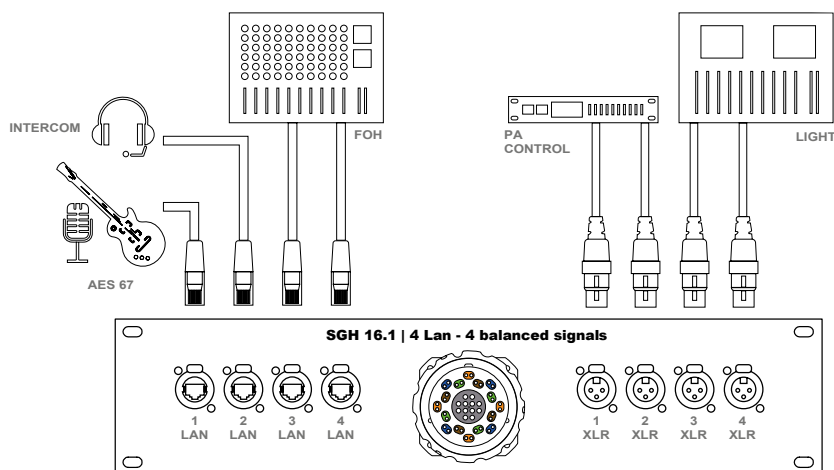 INTERCOM
FOH
PA
CONTROL
LIGHT
AES 67
SGH 16.1 | 4 Lan - 4 balanced signals
1
LAN
2
LAN
3
LAN
4
LAN
1
XLR
2
XLR
3
XLR
4
XLR